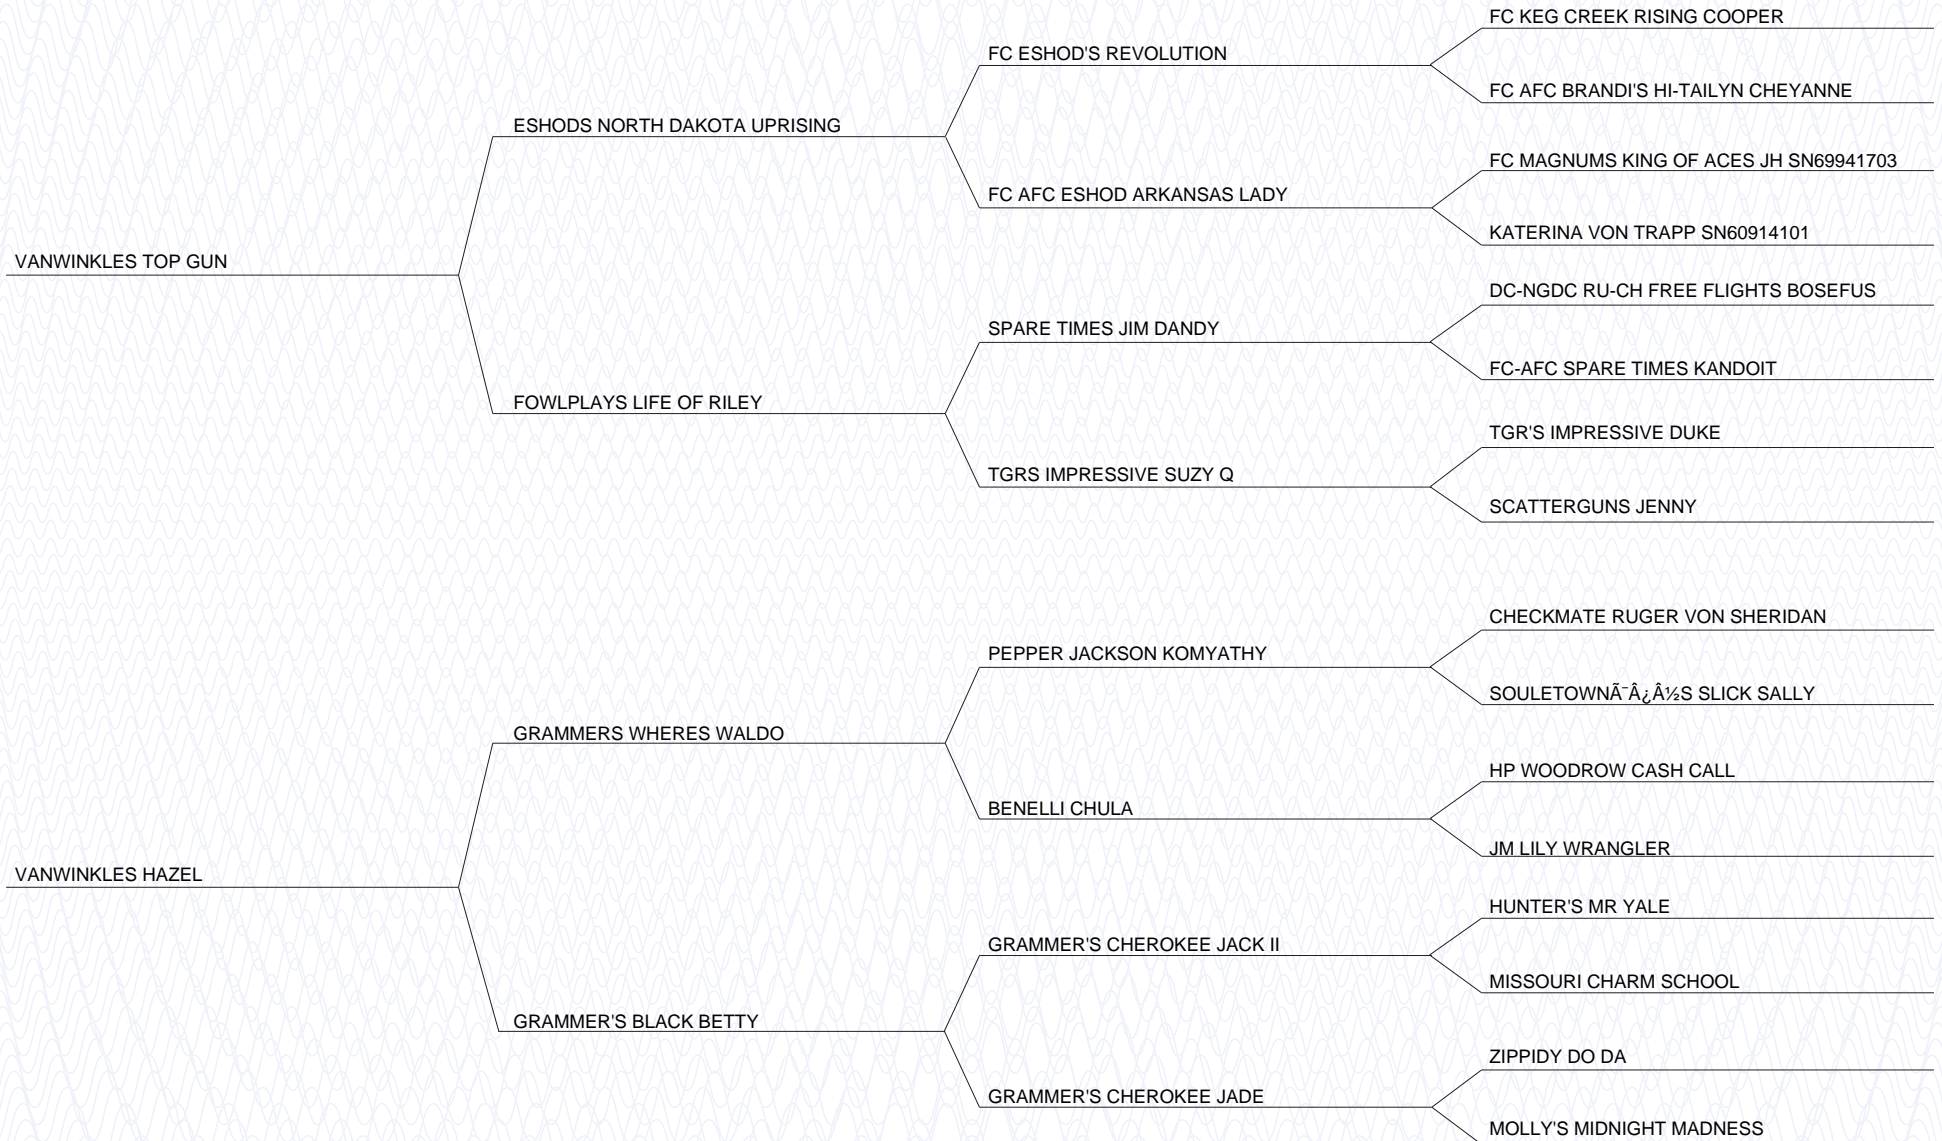 FC KEG CREEK RISING COOPER
FC ESHOD'S REVOLUTION
FC AFC BRANDI'S HI-TAILYN CHEYANNE
ESHODS NORTH DAKOTA UPRISING
FC MAGNUMS KING OF ACES JH SN69941703
FC AFC ESHOD ARKANSAS LADY
KATERINA VON TRAPP SN60914101
VANWINKLES TOP GUN
DC-NGDC RU-CH FREE FLIGHTS BOSEFUS
SPARE TIMES JIM DANDY
FC-AFC SPARE TIMES KANDOIT
FOWLPLAYS LIFE OF RILEY
TGR'S IMPRESSIVE DUKE
TGRS IMPRESSIVE SUZY Q
SCATTERGUNS JENNY
CHECKMATE RUGER VON SHERIDAN
PEPPER JACKSON KOMYATHY
SOULETOWNÃ¯Â¿Â½S SLICK SALLY
GRAMMERS WHERES WALDO
HP WOODROW CASH CALL
BENELLI CHULA
JM LILY WRANGLER
VANWINKLES HAZEL
HUNTER'S MR YALE
GRAMMER'S CHEROKEE JACK II
MISSOURI CHARM SCHOOL
GRAMMER'S BLACK BETTY
ZIPPIDY DO DA
GRAMMER'S CHEROKEE JADE
MOLLY'S MIDNIGHT MADNESS